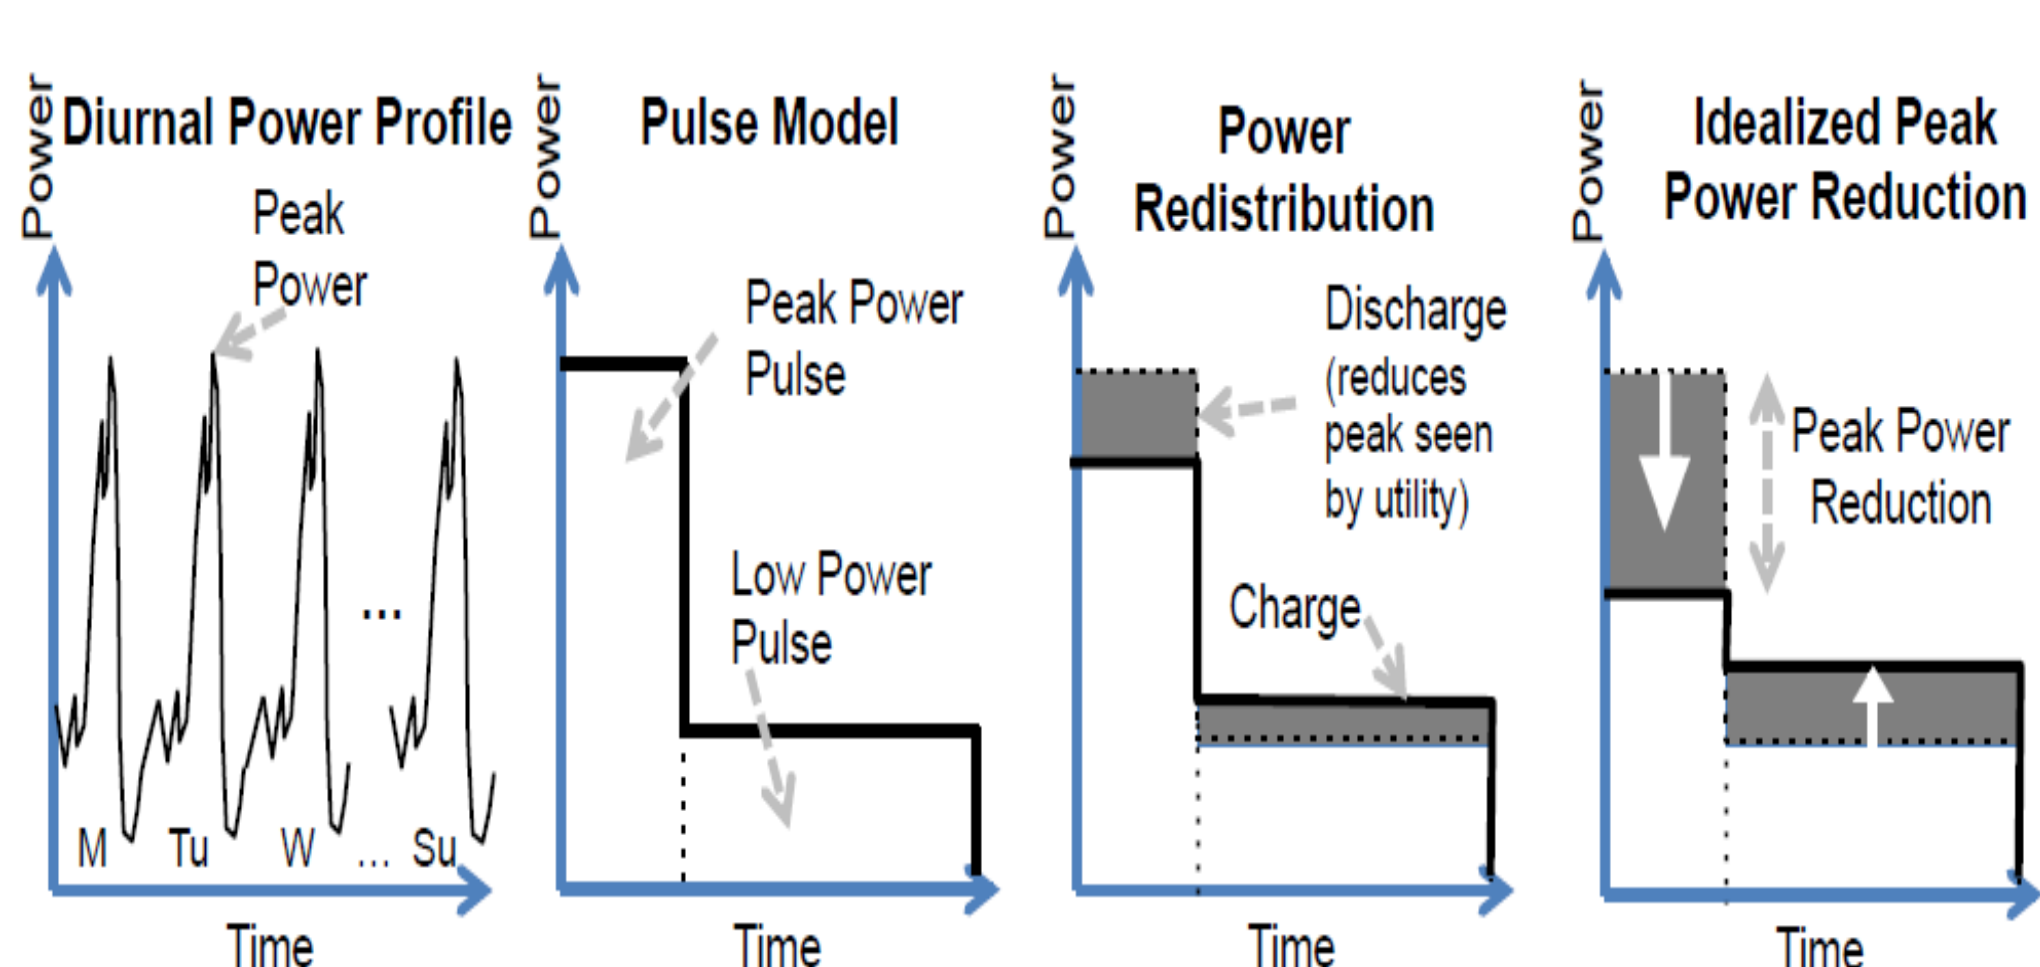 Power
Diurnal Power Profile
Peak
Power
...
M Tu W ... Su
Time
Power
Pulse Model
Peak Power
Pulse
Low Power
Pulse
Time
Power
Power
Redistribution
Discharge
(reduces
peak seen
by utility)
Charge
Time
Power
Idealized Peak
Power Reduction
Peak Power
Reduction
Time